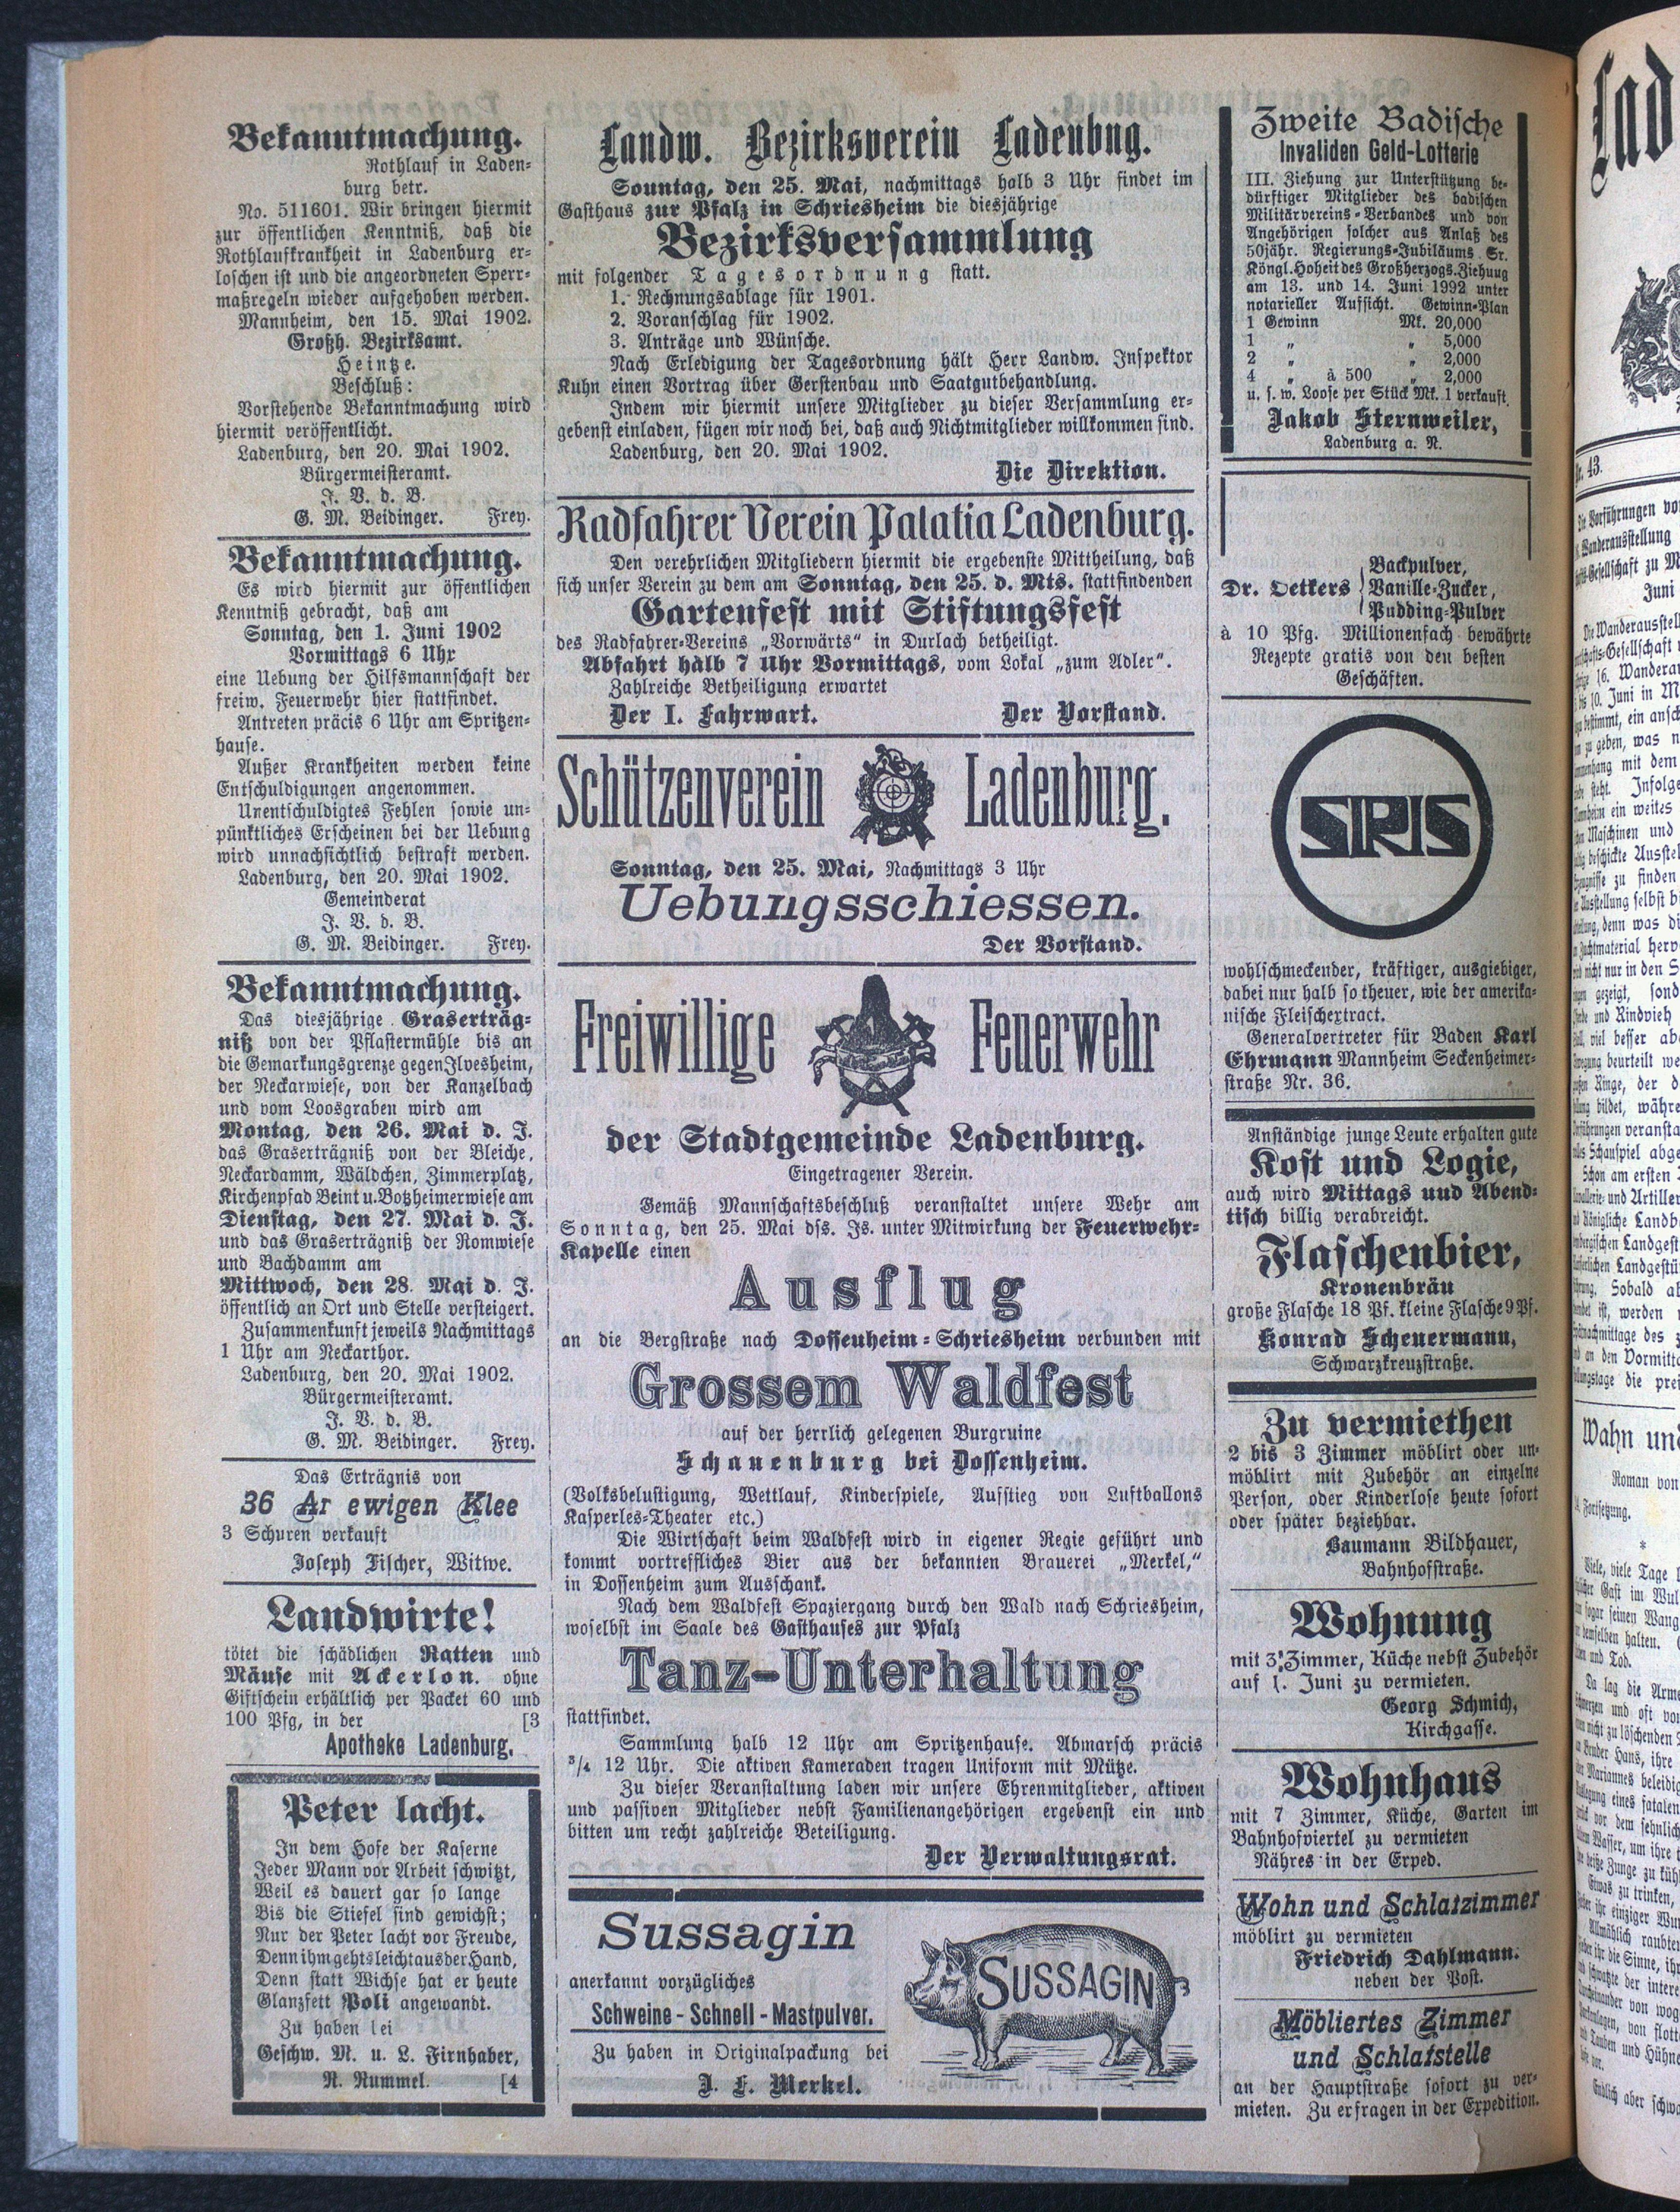 Bekanntmachung.
Rothlauf in Laden-
burg betr.
No. 511601. Wir bringen hiermit
zur öffentlichen Kenntniß, daß die
Rothlaufkrankheit in Ladenburg er-
loschen ist und die angeordneten Sperr-
maßregeln wieder aufgehoben werden.
Mannheim, den 15. Mai 1902.
Großh. Bezirksamt.
Heintze.
Beschluß:
Vorstehende Bekanntmachung wird
hiermit veröffentlicht.
Ladenburg, den 20. Mai 1902.
Bürgermeisteramt.
J. V. d. B.
G. M. Beidinger. Frey.
Bekanntmachung.
Es wird hiermit zur öffentlichen
Kenntniß gebracht, daß am
Sonntag, den 1. Juni 1902
Vormittags 6 Uhr
eine Uebung der Hilfsmannschaft der
freiw. Feuerwehr hier stattfindet.
Antreten präcis 6 Uhr am Spritzen-
hause.
Außer Krankheiten werden keine
Entschuldigungen angenommen.
Unentschuldigtes Fehlen sowie un-
pünktliches Erscheinen bei der Uebung
wird unnachsichtlich bestraft werden.
Ladenburg, den 20. Mai 1902.
Gemeinderat
J. V. d. B.
G. M. Beidinger. Frey.
Bekanntmachung.
Das diesjährige Graserträg-
niß von der Pflastermühle bis an
die Gemarkungsgrenze gegen Ilvesheim,
der Neckarwiese, von der Kanzelbach
und vom Loosgraben wird am
Montag, den 26. Mai d. J.
das Graserträgniß von der Bleiche,
Neckardamm, Wäldchen, Zimmerplatz,
Kirchenpfad Beint u. Botzheimerwiese am
Dienstag, den 27. Mai d. J.
und das Graserträgniß der Romwiese
und Bachdamm am
Mittwoch, den 28. Mai d. J.
öffentlich an Ort und Stelle versteigert.
Zusammenkunft jeweils Nachmittags
1 Uhr am Neckarthor.
Ladenburg, den 20. Mai 1902.
Bürgermeisteramt.
J. V. d. B.
G. M. Beidinger. Frey.
Das Erträgnis von
36 Ar ewigen Klee
3 Schuren verkauft
Joseph Fischer, Witwe.
Landwirte!
tötet die schädlichen Ratten und
Mäuse mit Ackerlon. ohne
Giftschein erhältlich per Packet 60 und
100 Pfg, in der [3
Apotheke Ladenburg.
Peter lacht.
In dem Hofe der Kaserne
Jeder Mann vor Arbeit schwitzt,
Weil es dauert gar so lange
Bis die Stiefel sind gewichst;
Nur der Peter lacht vor Freude,
Denn ihm gehts leicht aus der Hand,
Denn statt Wichse hat er heute
Glanzfett Poli angewandt.
Zu haben bei
Geschw. M. u. L. Firnhaber,
N. Rummel. [4
Landw. Bezirksverein Ladenbug.
Sonntag, den 25. Mai, nachmittags halb 3 Uhr findet im
Gasthaus zur Pfalz in Schriesheim die diesjährige
Bezirksversammlung
mit folgender Tagesordnung statt.
1. Rechnungsablage für 1901.
2. Voranschlag für 1902.
3. Anträge und Wünsche.
Nach Erledigung der Tagesordnung hält Herr Landw. Inspektor
Kuhn einen Vortrag über Gerstenbau und Saatgutbehandlung.
Indem wir hiermit unsere Mitglieder zu dieser Versammlung er-
gebenst einladen, fügen wir noch bei, daß auch Nichtmitglieder willkommen sind.
Ladenburg, den 20. Mai 1902.
Die Direktion.
Radfahrer Verein Palatia Ladenburg.
Den verehrlichen Mitgliedern hiermit die ergebenste Mittheilung, daß
sich unser Verein zu dem am Sonntag, den 25. d. Mts. stattfindenden
Gartenfest mit Stiftungsfest
des Radfahrer-Vereins „Vorwärts“ in Durlach betheiligt.
Abfahrt halb 7 Uhr Vormittags, vom Lokal „zum Adler“.
Zahlreiche Betheiligung erwartet
Der I. Fahrwart. Der Vorstand.
Schützenverein Ladenburg.
Sonntag, den 25. Mai, Nachmittags 3 Uhr
Uebungsschiessen.
Der Vorstand.
Freiwillige Feuerwehr
der Stadtgemeinde Ladenburg.
Eingetragener Verein.
Gemäß Mannschaftsbeschluß veranstaltet unsere Wehr am
Sonntag, den 25. Mai dss. Js. unter Mitwirkung der Feuerwehr-
Kapelle einen
Ausflug
an die Bergstraße nach Dossenheim-Schriesheim verbunden mit
Grossem Waldfest
auf der herrlich gelegenen Burgruine
Schauenburg bei Dossenheim.
(Volksbelustigung, Wettlauf, Kinderspiele, Aufstieg von Luftballons
Kasperles-Theater etc.)
Die Wirtschaft beim Waldfest wird in eigener Regie geführt und
kommt vortreffliches Bier aus der bekannten Brauerei „Merkel,“
in Dossenheim zum Ausschank.
Nach dem Waldfest Spaziergang durch den Wald nach Schriesheim,
woselbst im Saale des Gasthauses zur Pfalz
Tanz-Unterhaltung
stattfindet.
Sammlung halb 12 Uhr am Spritzenhause. Abmarsch präcis
3/4 12 Uhr. Die aktiven Kameraden tragen Uniform mit Mütze.
Zu dieser Veranstaltung laden wir unsere Ehrenmitglieder, aktiven
und passiven Mitglieder nebst Familienangehörigen ergebenst ein und
bitten um recht zahlreiche Beteiligung.
Der Verwaltungsrat.
Sussagin
anerkannt vorzügliches
Schweine-Schnell-Mastpulver.
Zu haben in Originalpackung bei
J. F. Merkel.
SUSSAGIN
Zweite Badische
Invaliden Geld-Lotterie
III. Ziehung zur Unterstützung be-
dürftiger Mitglieder des badischen
Militärvereins-Verbandes und von
Angehörigen solcher aus Anlaß des
50jähr. Regierungs-Jubiläums Sr.
Köngl. Hoheit des Großherzogs. Ziehung
am 13. und 14. Juni 1992 unter
notarieller Aufsicht. Gewinn-Plan
1 Gewinn Mk. 20,000
1 „ „ 5,000
2 „ „ 2,000
4 „ à 500 „ 2,000
u. s. w. Loose per Stück Mk. 1 verkauft.
Jakob Sternweiler,
Ladenburg a. N.
Backpulver,
Dr. Oetkers Vanille-Zucker,
Pudding-Pulver
à 10 Pfg. Millionenfach bewährte
Rezepte gratis von den besten
Geschäften.
SRIS
wohlschmeckender, kräftiger, ausgiebiger,
dabei nur halb so theuer, wie der amerika-
nische Fleischextract.
Generalvertreter für Baden Karl
Ehrmann Mannheim Seckenheimer-
straße Nr. 36.
Anständige junge Leute erhalten gute
Kost und Logie,
auch wird Mittags und Abend-
tisch billig verabreicht.
Flaschenbier,
Kronenbräu
große Flasche 18 Pf. kleine Flasche 9 Pf.
Konrad Scheuermann,
Schwarzkreuzstraße.
Zu vermiethen
2 bis 3 Zimmer möblirt oder un-
möblirt mit Zubehör an einzelne
Person, oder Kinderlose heute sofort
oder später beziehbar.
Baumann Bildhauer,
Bahnhofstraße.
Wohnung
mit 3 Zimmer, Küche nebst Zubehör
auf 1. Juni zu vermieten.
Georg Schmich,
Kirchgasse.
Wohnhaus
mit 7 Zimmer, Küche, Garten im
Bahnhofviertel zu vermieten
Nähres in der Exped.
Wohn und Schlafzimmer
möblirt zu vermieten
Friedrich Dahlmann.
neben der Post.
Möbliertes Zimmer
und Schlafstelle
an der Hauptstraße sofort zu ver-
mieten. Zu erfragen in der Expedition.
Lad
Nr. 43.